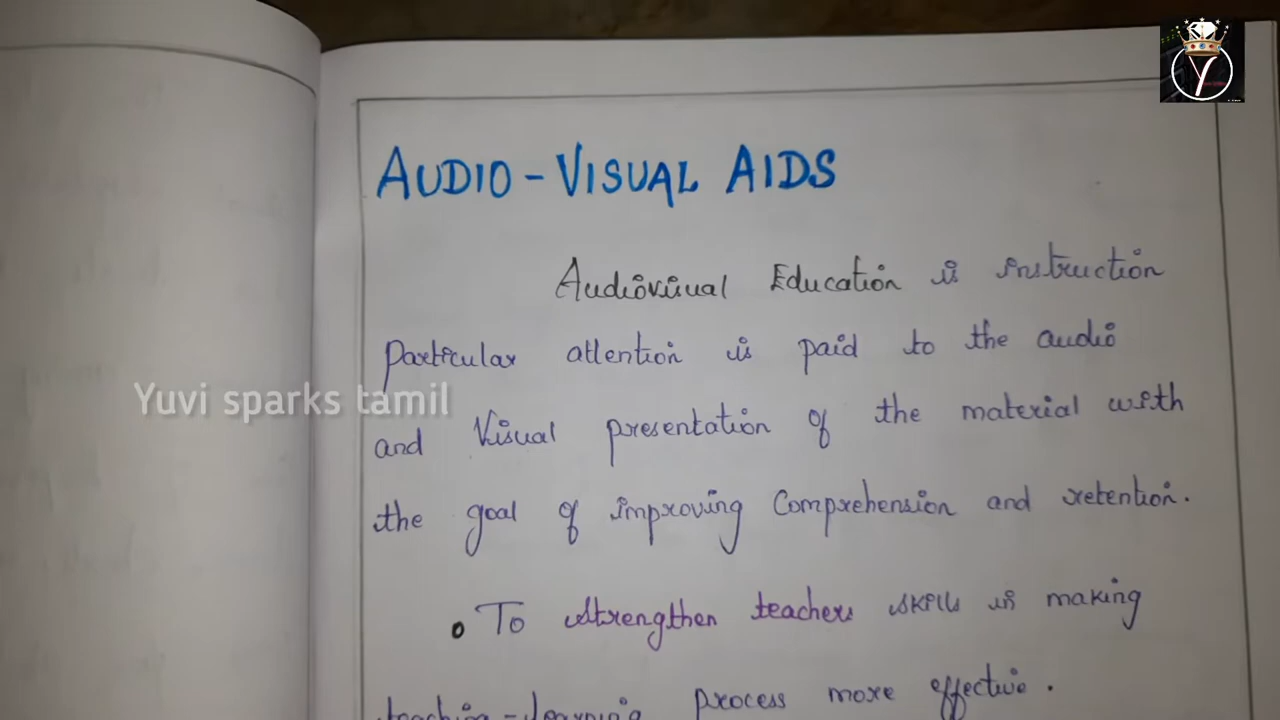 AUDIO - VISUAL AIDS
Audiovisual Education is instruction
particular attention is paid to the audio
and Visual presentation of the material with
the goal of improving Comprehension and retention.
• To strengthen teachers skills in making
teaching - learning process more effective.
Yuvi sparks tamil
Y